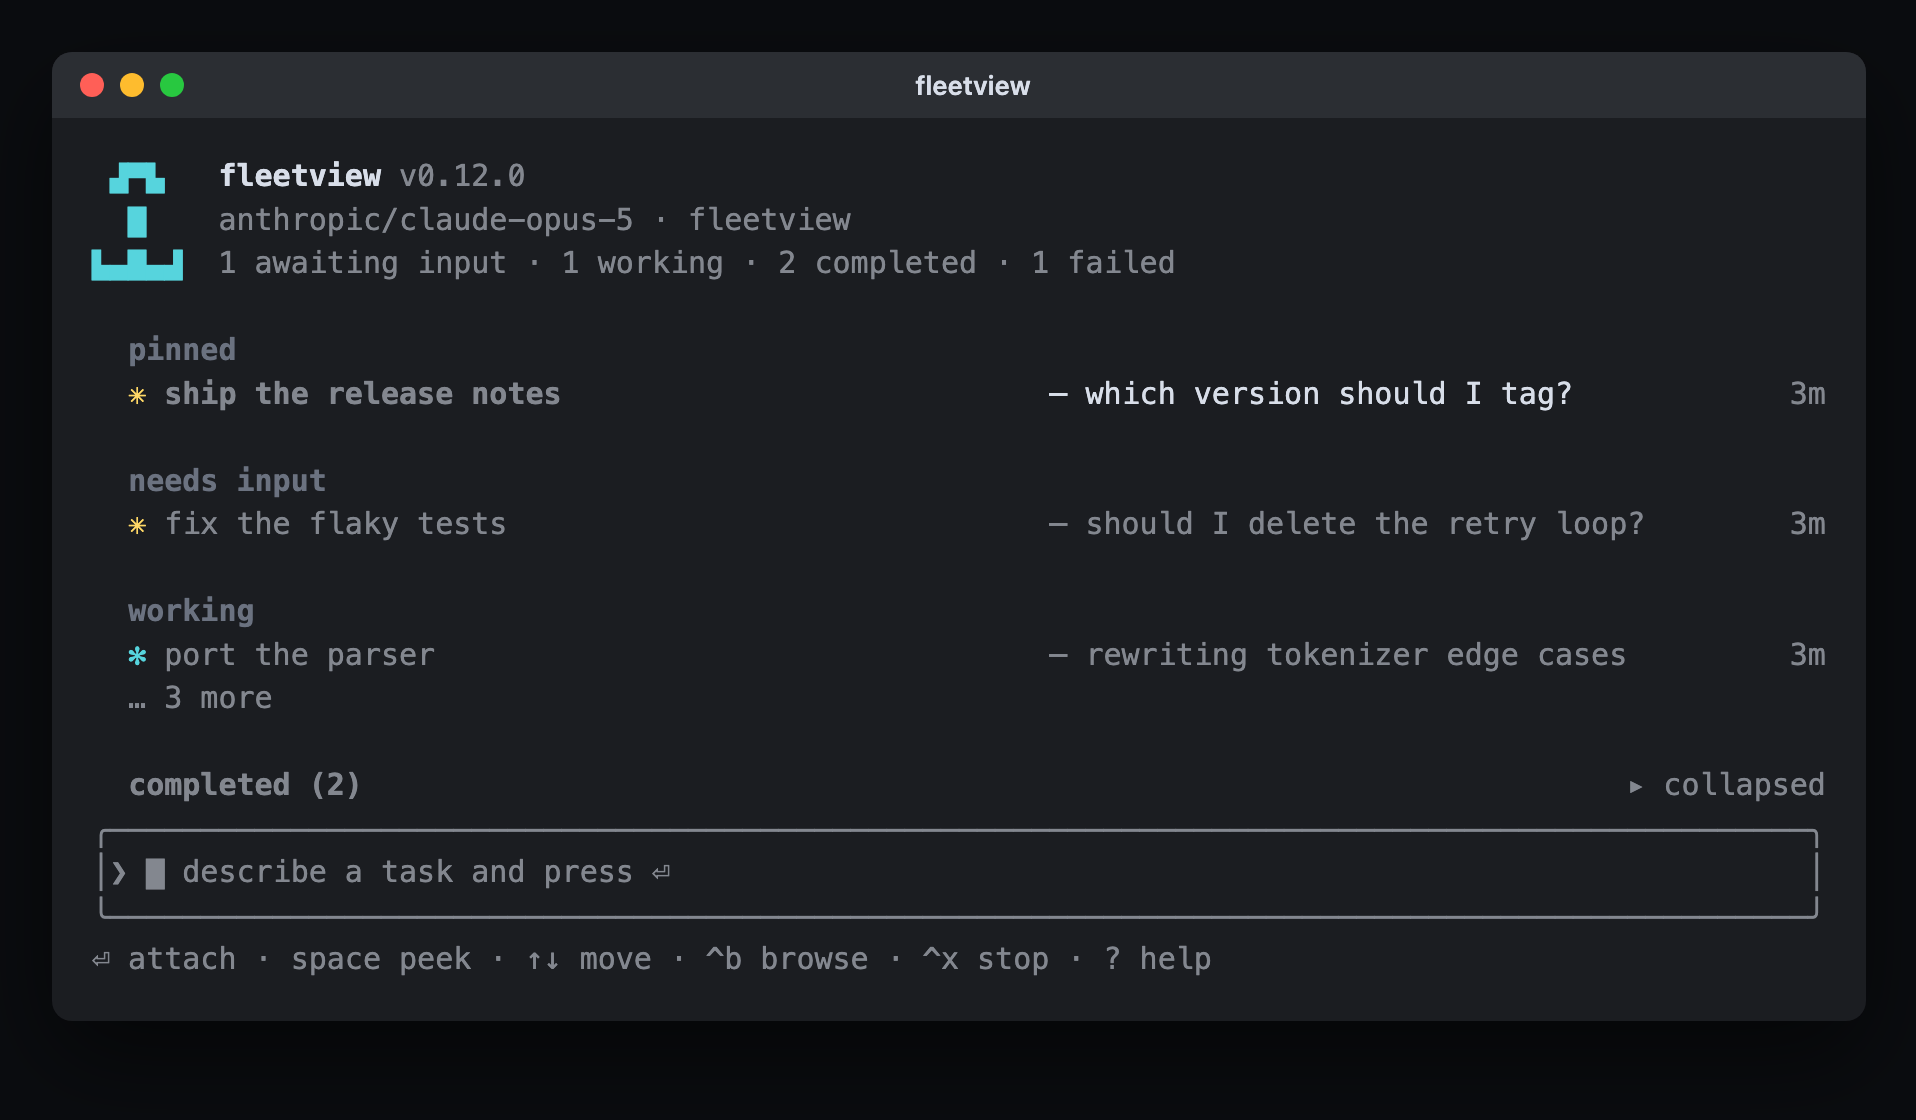 fleetview
fleetview v0.12.0
anthropic/claude-opus-5 · fleetview
1 awaiting input · 1 working · 2 completed · 1 failed
pinned
✳ ship the release notes — which version should I tag? 3m
needs input
✳ fix the flaky tests — should I delete the retry loop? 3m
working
✻ port the parser — rewriting tokenizer edge cases 3m
… 3 more
completed (2) ▸ collapsed
❯ describe a task and press ⏎
⏎ attach · space peek · ↑↓ move · ^b browse · ^x stop · ? help